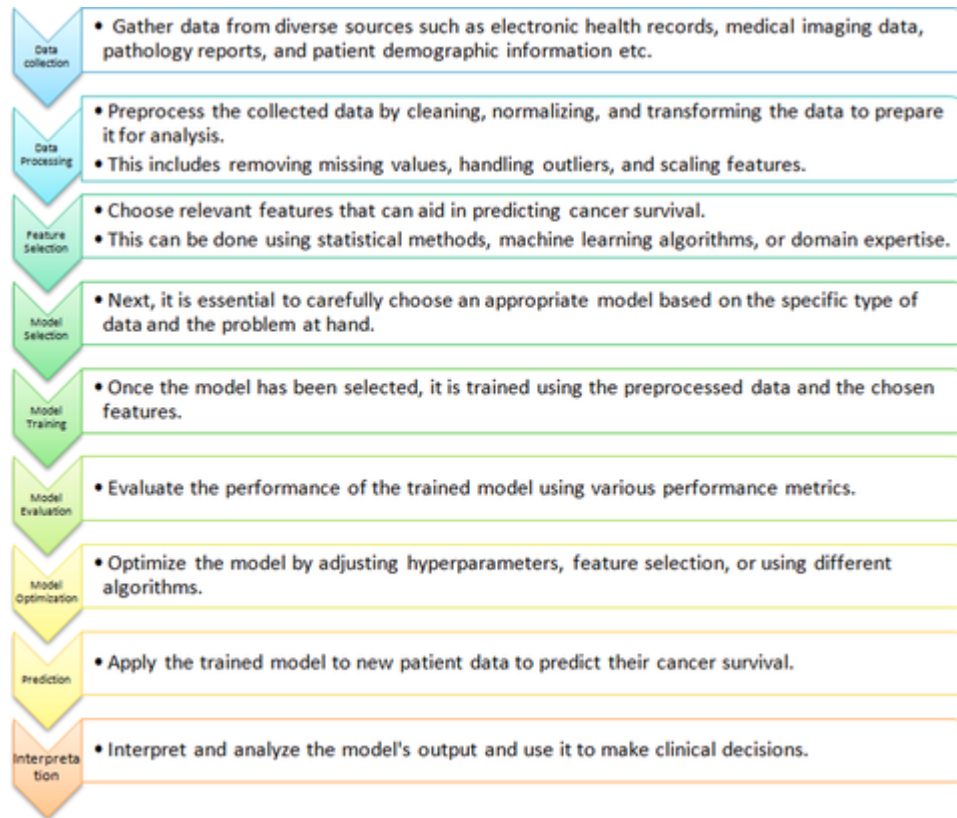 Data
collection
• Gather data from diverse sources such as electronic health records, medical imaging data,
pathology reports, and patient demographic information etc.
Data
Processing
• Preprocess the collected data by cleaning, normalizing, and transforming the data to prepare
it for analysis.
• This includes removing missing values, handling outliers, and scaling features.
Feature
Selection
• Choose relevant features that can aid in predicting cancer survival.
• This can be done using statistical methods, machine learning algorithms, or domain expertise.
Model
Selection
• Next, it is essential to carefully choose an appropriate model based on the specific type of
data and the problem at hand.
Model
Training
• Once the model has been selected, it is trained using the preprocessed data and the chosen
features.
Model
Evaluation
• Evaluate the performance of the trained model using various performance metrics.
Model
Optimization
• Optimize the model by adjusting hyperparameters, feature selection, or using different
algorithms.
Prediction
• Apply the trained model to new patient data to predict their cancer survival.
Interpreta
tion
• Interpret and analyze the model's output and use it to make clinical decisions.